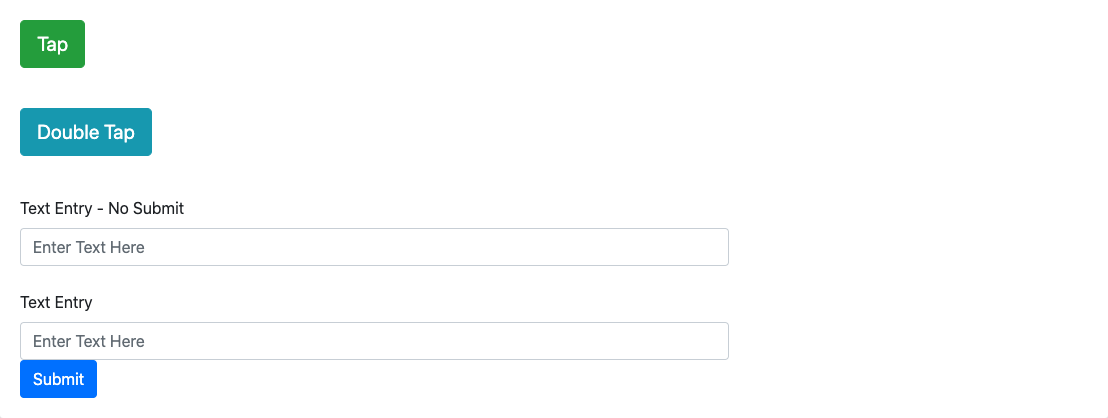 Tap
Double Tap
Text Entry - No Submit
Enter Text Here
Text Entry
Enter Text Here
Submit